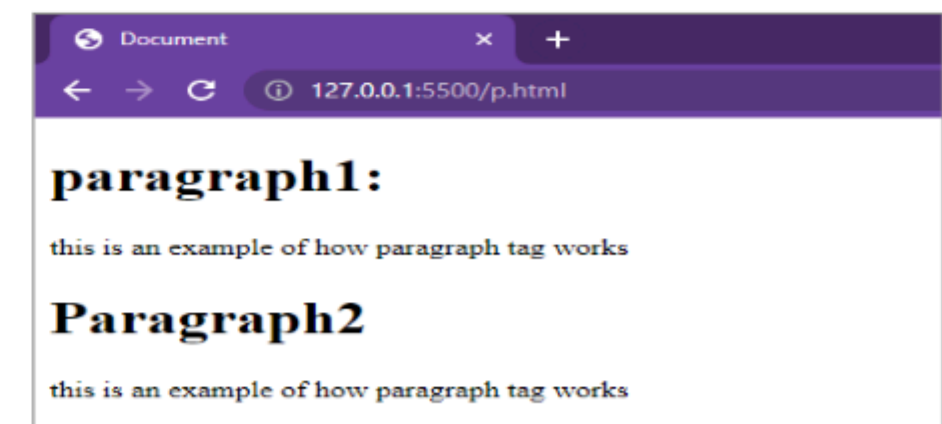 Document
127.0.0.1:5500/p.html
paragraph1:
this is an example of how paragraph tag works
Paragraph2
this is an example of how paragraph tag works